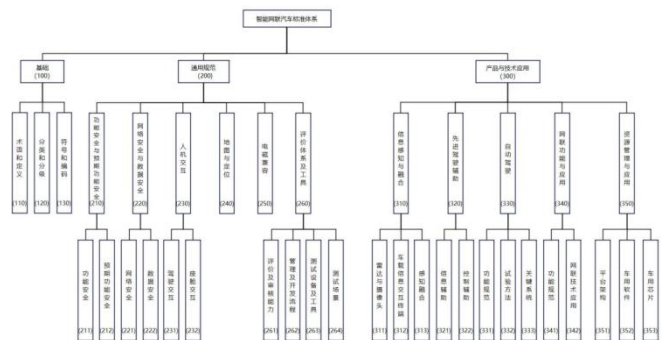 智能网联汽车标准体系
基础
(100)
通用规范
(200)
产品与技术应用
(300)
术语和定义
(110)
分类和分级
(120)
符号和编码
(130)
功能安全与预期功能安全
(210)
网络安全与数据安全
(220)
人机交互
(230)
地图与定位
(240)
电磁兼容
(250)
评价体系及工具
(260)
信息感知与融合
(310)
先进驾驶辅助
(320)
自动驾驶
(330)
网联功能与应用
(340)
资源管理与应用
(350)
功能安全
(211)
预期功能安全
(212)
网络安全
(221)
数据安全
(222)
驾驶交互
(231)
座舱交互
(232)
评价及审核能力
(261)
管理及开发流程
(262)
测试设备及工具
(263)
测试场景
(264)
雷达与摄像头
(311)
车载信息交互终端
(312)
感知融合
(313)
信息辅助
(321)
控制辅助
(322)
功能规范
(331)
试验方法
(332)
关键系统
(333)
功能规范
(341)
网联技术应用
(342)
平台架构
(351)
车用软件
(352)
车用芯片
(353)